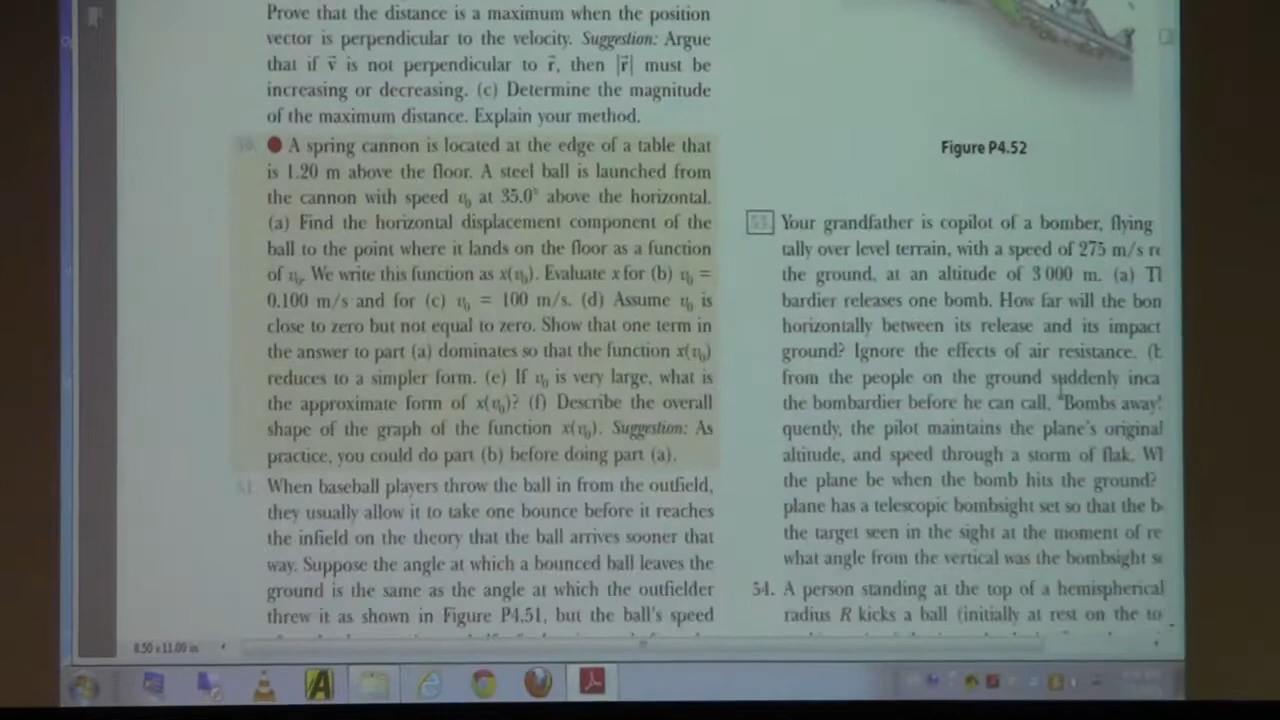 Prove that the distance is a maximum when the position
vector is perpendicular to the velocity. Suggestion: Argue
that if v⃗ is not perpendicular to r⃗, then |r⃗| must be
increasing or decreasing. (c) Determine the magnitude
of the maximum distance. Explain your method.
50. ● A spring cannon is located at the edge of a table that
is 1.20 m above the floor. A steel ball is launched from
the cannon with speed v₀ at 35.0° above the horizontal.
(a) Find the horizontal displacement component of the
ball to the point where it lands on the floor as a function
of v₀. We write this function as x(v₀). Evaluate x for (b) v₀ =
0.100 m/s and for (c) v₀ = 100 m/s. (d) Assume v₀ is
close to zero but not equal to zero. Show that one term in
the answer to part (a) dominates so that the function x(v₀)
reduces to a simpler form. (e) If v₀ is very large, what is
the approximate form of x(v₀)? (f) Describe the overall
shape of the graph of the function x(v₀). Suggestion: As
practice, you could do part (b) before doing part (a).
51. When baseball players throw the ball in from the outfield,
they usually allow it to take one bounce before it reaches
the infield on the theory that the ball arrives sooner that
way. Suppose the angle at which a bounced ball leaves the
ground is the same as the angle at which the outfielder
threw it as shown in Figure P4.51, but the ball's speed
Figure P4.52
53. Your grandfather is copilot of a bomber, flying
tally over level terrain, with a speed of 275 m/s re
the ground, at an altitude of 3 000 m. (a) Tl
bardier releases one bomb. How far will the bon
horizontally between its release and its impact
ground? Ignore the effects of air resistance. (b
from the people on the ground suddenly inca
the bombardier before he can call, "Bombs away!
quently, the pilot maintains the plane's original
altitude, and speed through a storm of flak. Wl
the plane be when the bomb hits the ground?
plane has a telescopic bombsight set so that the b
the target seen in the sight at the moment of re
what angle from the vertical was the bombsight s
54. A person standing at the top of a hemispherical
radius R kicks a ball (initially at rest on the to
8.50 x 11.00 in